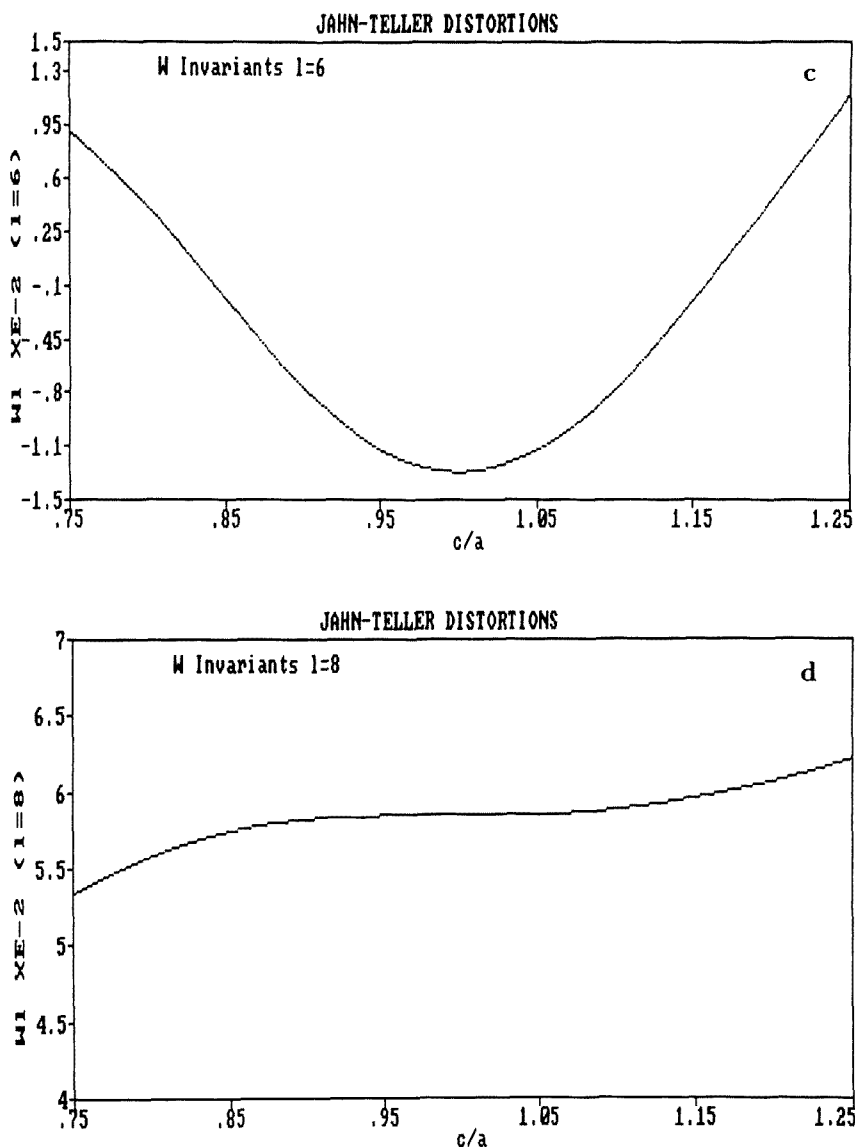 JAHN-TELLER DISTORTIONS
W Invariants l=6
c
Wl XE-2 (l=6)
1.5
1.3
.95
.6
.25
-.1
-.45
-.8
-1.1
-1.5
.75
.85
.95
1.05
1.15
1.25
c/a
JAHN-TELLER DISTORTIONS
W Invariants l=8
d
Wl XE-2 (l=8)
7
6.5
6
5.5
5
4.5
4
.75
.85
.95
1.05
1.15
1.25
c/a